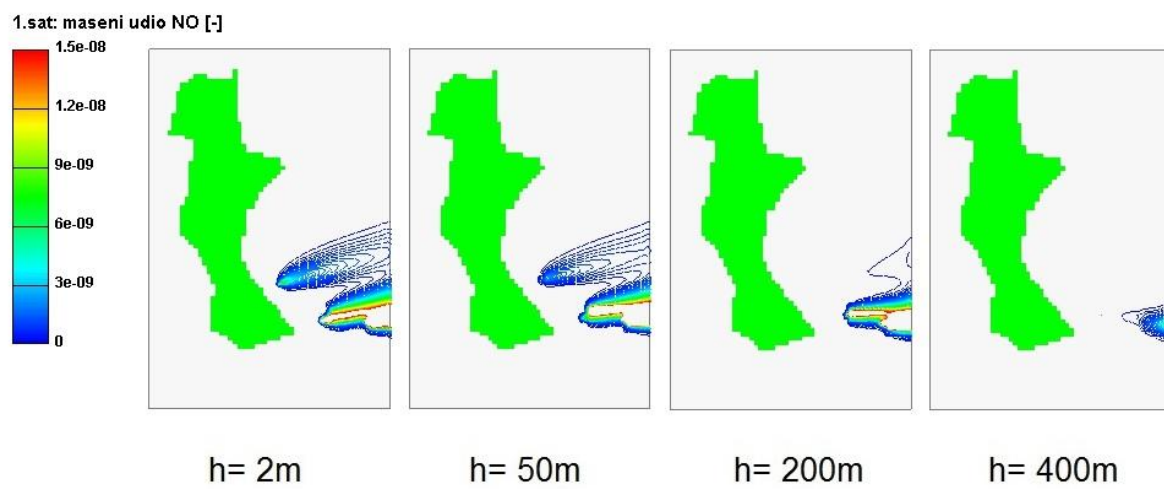 1.sat: maseni udio NO [-]
1.5e-08
1.2e-08
9e-09
6e-09
3e-09
0
h= 2m
h= 50m
h= 200m
h= 400m